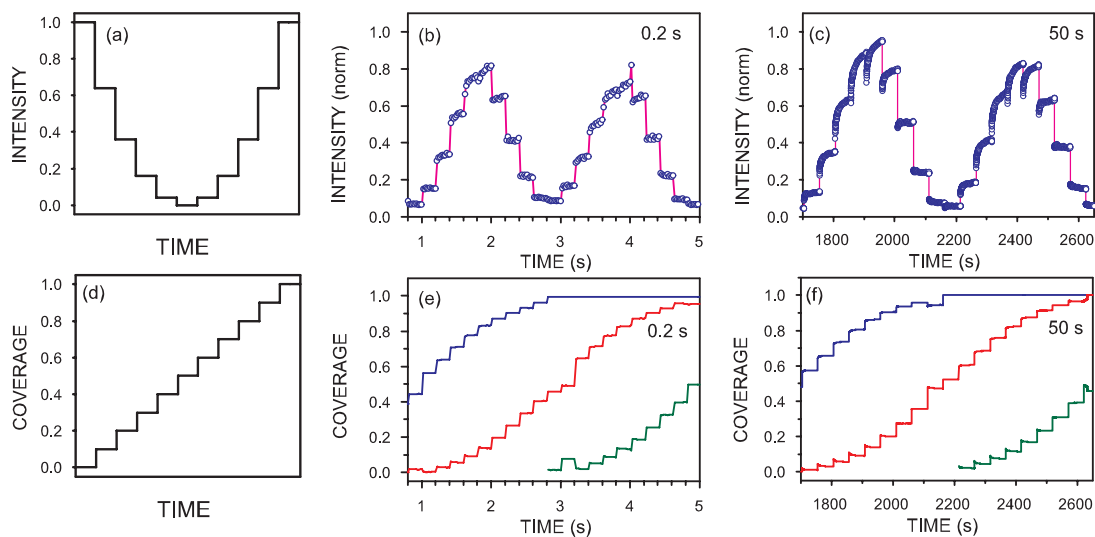 (a)
INTENSITY
1.0
0.8
0.6
0.4
0.2
0.0
TIME
(b)
0.2 s
INTENSITY (norm)
1.0
0.8
0.6
0.4
0.2
0.0
1 2 3 4 5
TIME (s)
(c)
50 s
INTENSITY (norm)
1.0
0.8
0.6
0.4
0.2
0.0
1800 2000 2200 2400 2600
TIME (s)
(d)
COVERAGE
1.0
0.8
0.6
0.4
0.2
0.0
TIME
(e)
0.2 s
COVERAGE
1.0
0.8
0.6
0.4
0.2
0.0
1 2 3 4 5
TIME (s)
(f)
50 s
COVERAGE
1.0
0.8
0.6
0.4
0.2
0.0
1800 2000 2200 2400 2600
TIME (s)